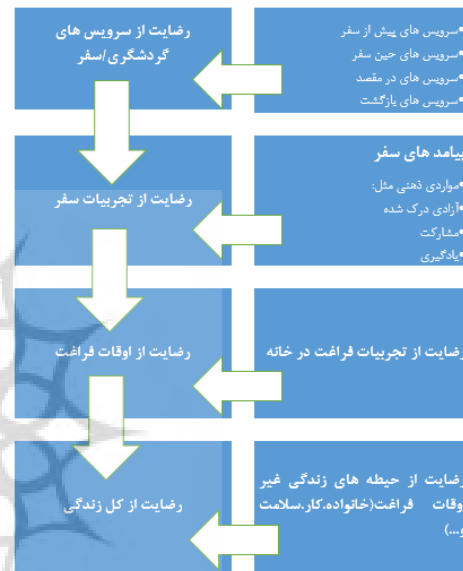 •سرویس های پیش از سفر
•سرویس های حین سفر
•سرویس های در مقصد
•سرویس های بازگشت
رضایت از سرویس های
گردشگری/سفر
پیامد های سفر
•مواردی ذهنی مثل:
•آزادی درک شده
•مشارکت
•یادگیری
رضایت از تجربیات سفر
رضایت از تجربیات فراغت در خانه
رضایت از اوقات فراغت
رضایت از حیطه های زندگی غیر
اوقات فراغت(خانواده،کار،سلامت
و...)
رضایت از کل زندگی